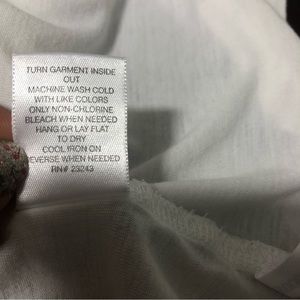 TURN GARMENT INSIDE
OUT
MACHINE WASH COLD
WITH LIKE COLORS
ONLY NON-CHLORINE
BLEACH WHEN NEEDED
HANG OR LAY FLAT
TO DRY
COOL IRON ON
REVERSE WHEN NEEDED
RN# 23243